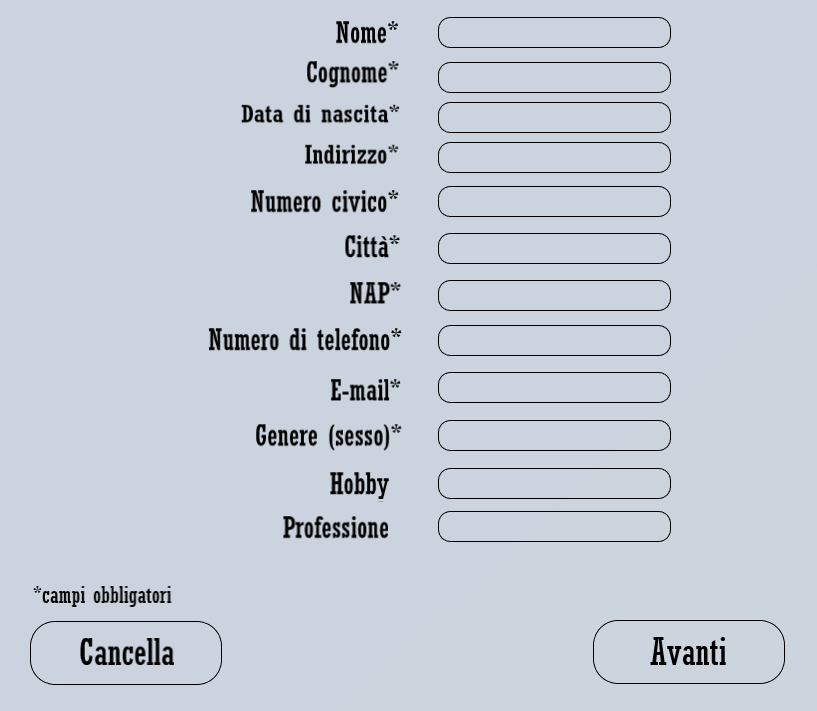 Nome*
Cognome*
Data di nascita*
Indirizzo*
Numero civico*
Città*
NAP*
Numero di telefono*
E-mail*
Genere (sesso)*
Hobby
Professione
*campi obbligatori
Cancella
Avanti